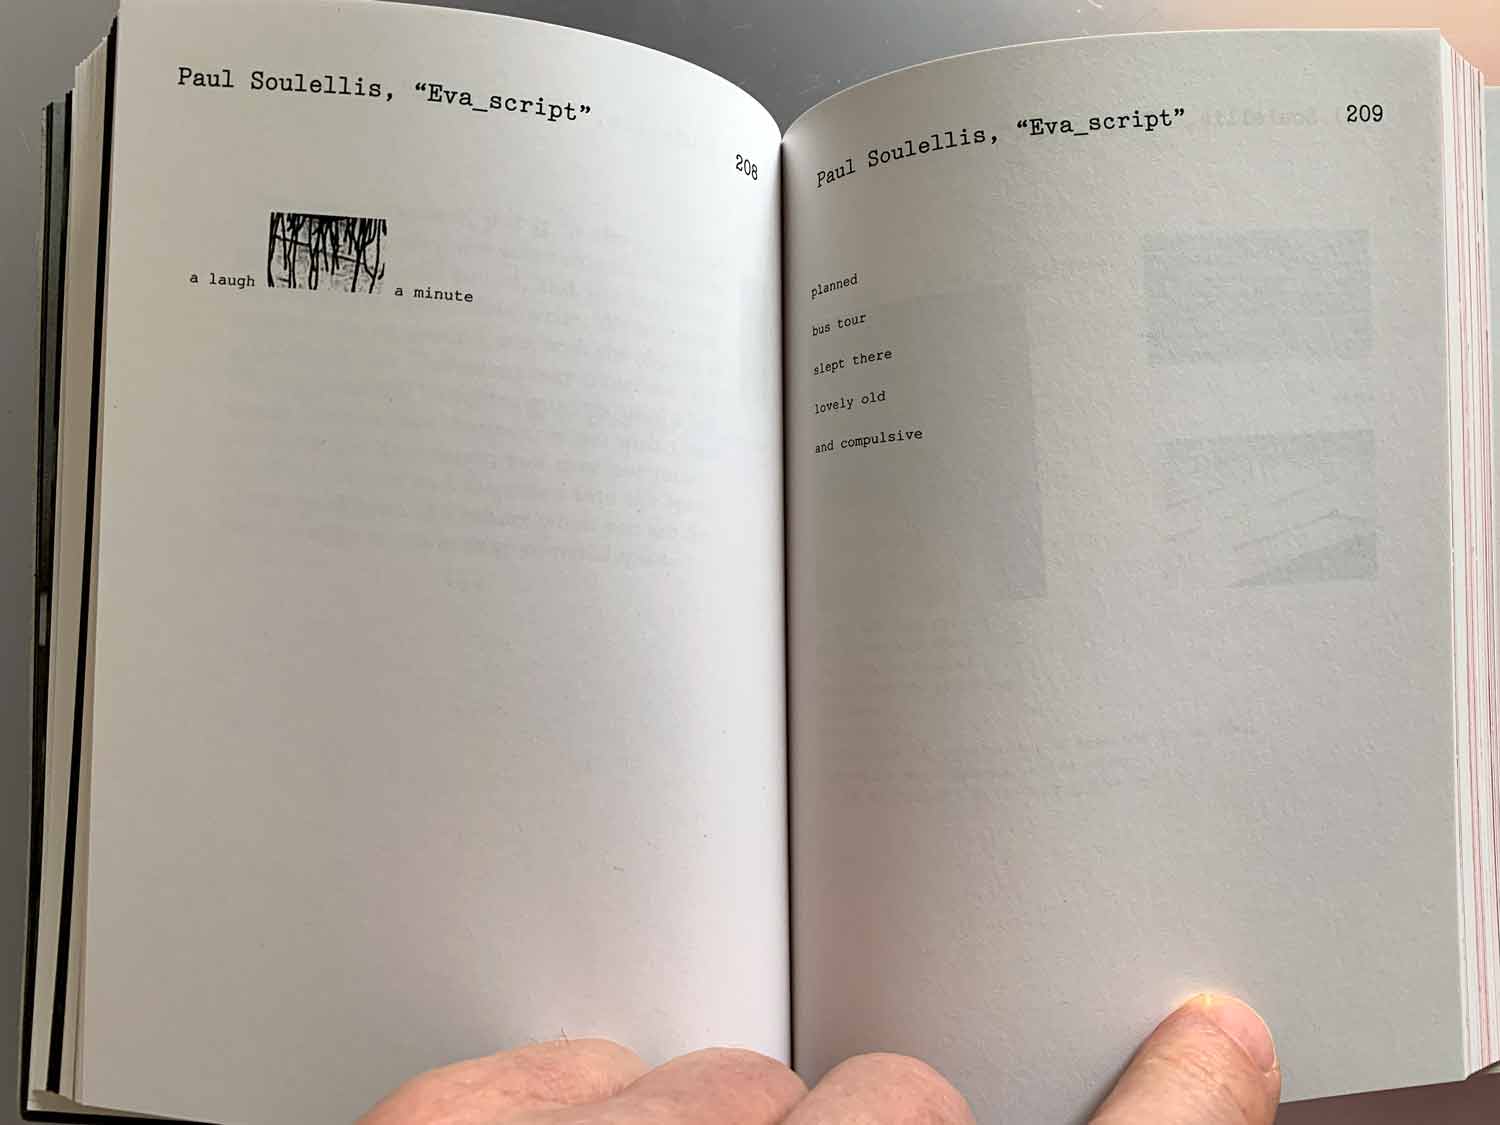 Paul Soulellis, “Eva_script”
208
a laugh a minute
Paul Soulellis, “Eva_script”
209
planned
bus tour
slept there
lovely old
and compulsive